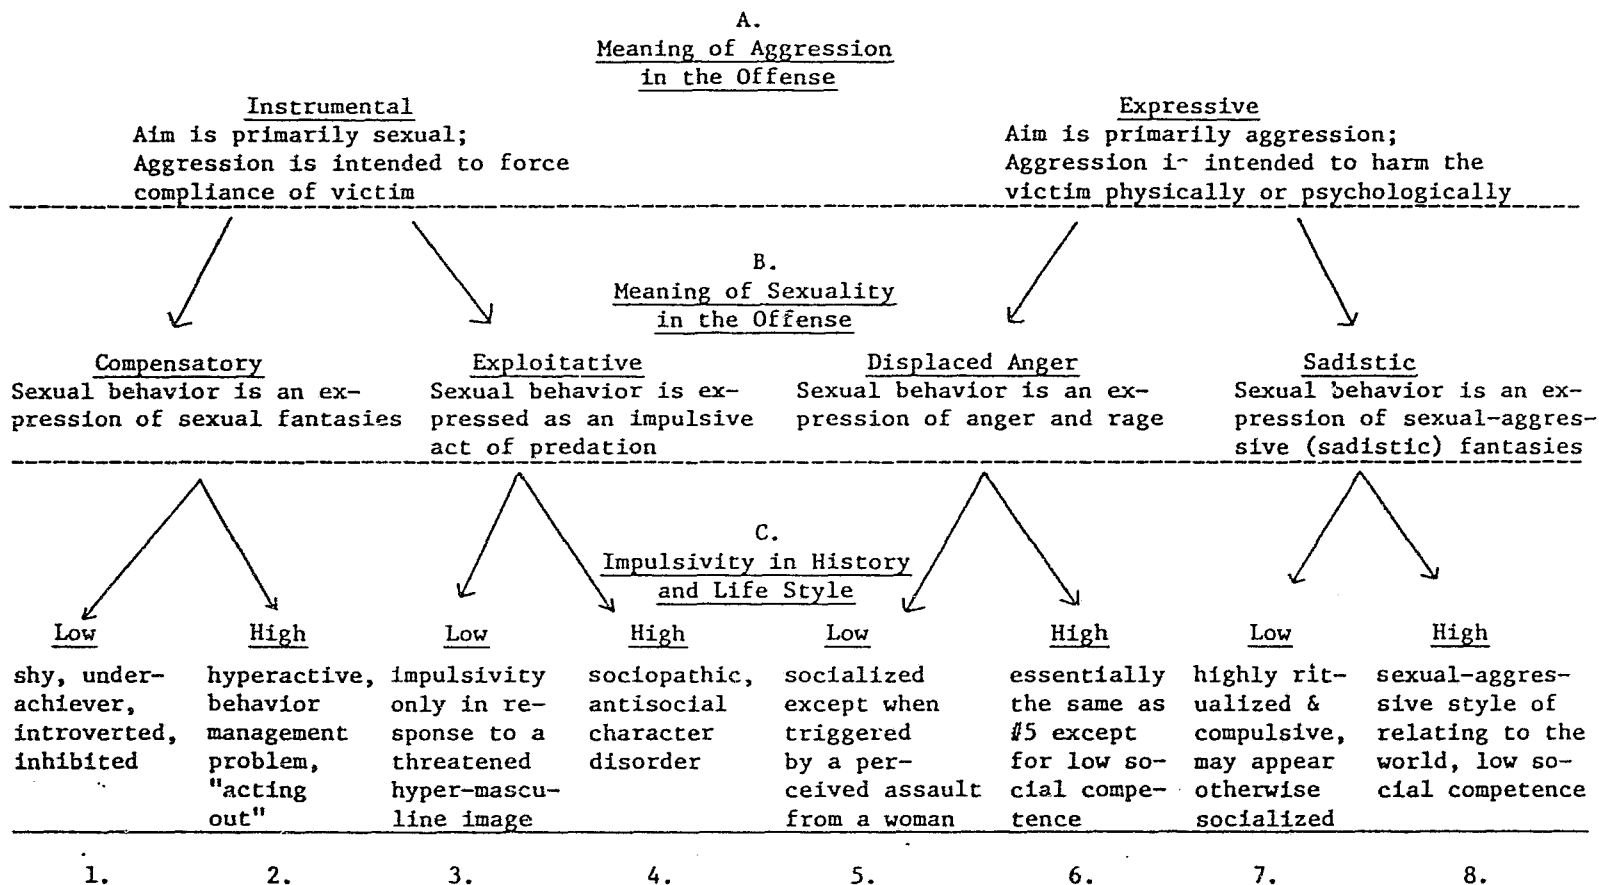 A.
Meaning of Aggression
in the Offense
Instrumental
Aim is primarily sexual;
Aggression is intended to force
compliance of victim
Expressive
Aim is primarily aggression;
Aggression i- intended to harm the
victim physically or psychologically
B.
Meaning of Sexuality
in the Offense
Compensatory
Sexual behavior is an ex-
pression of sexual fantasies
Exploitative
Sexual behavior is ex-
pressed as an impulsive
act of predation
Displaced Anger
Sexual behavior is an ex-
pression of anger and rage
Sadistic
Sexual behavior is an ex-
pression of sexual-aggres-
sive (sadistic) fantasies
C.
Impulsivity in History
and Life Style
Low
shy, under-
achiever,
introverted,
inhibited
High
hyperactive,
behavior
management
problem,
"acting
out"
Low
impulsivity
only in re-
sponse to a
threatened
hyper-mascu-
line image
High
sociopathic,
antisocial
character
disorder
Low
socialized
except when
triggered
by a per-
ceived assault
from a woman
High
essentially
the same as
#5 except
for low so-
cial compe-
tence
Low
highly rit-
ualized &
compulsive,
may appear
otherwise
socialized
High
sexual-aggres-
sive style of
relating to the
world, low so-
cial competence
1. 2. 3. 4. 5. 6. 7. 8.